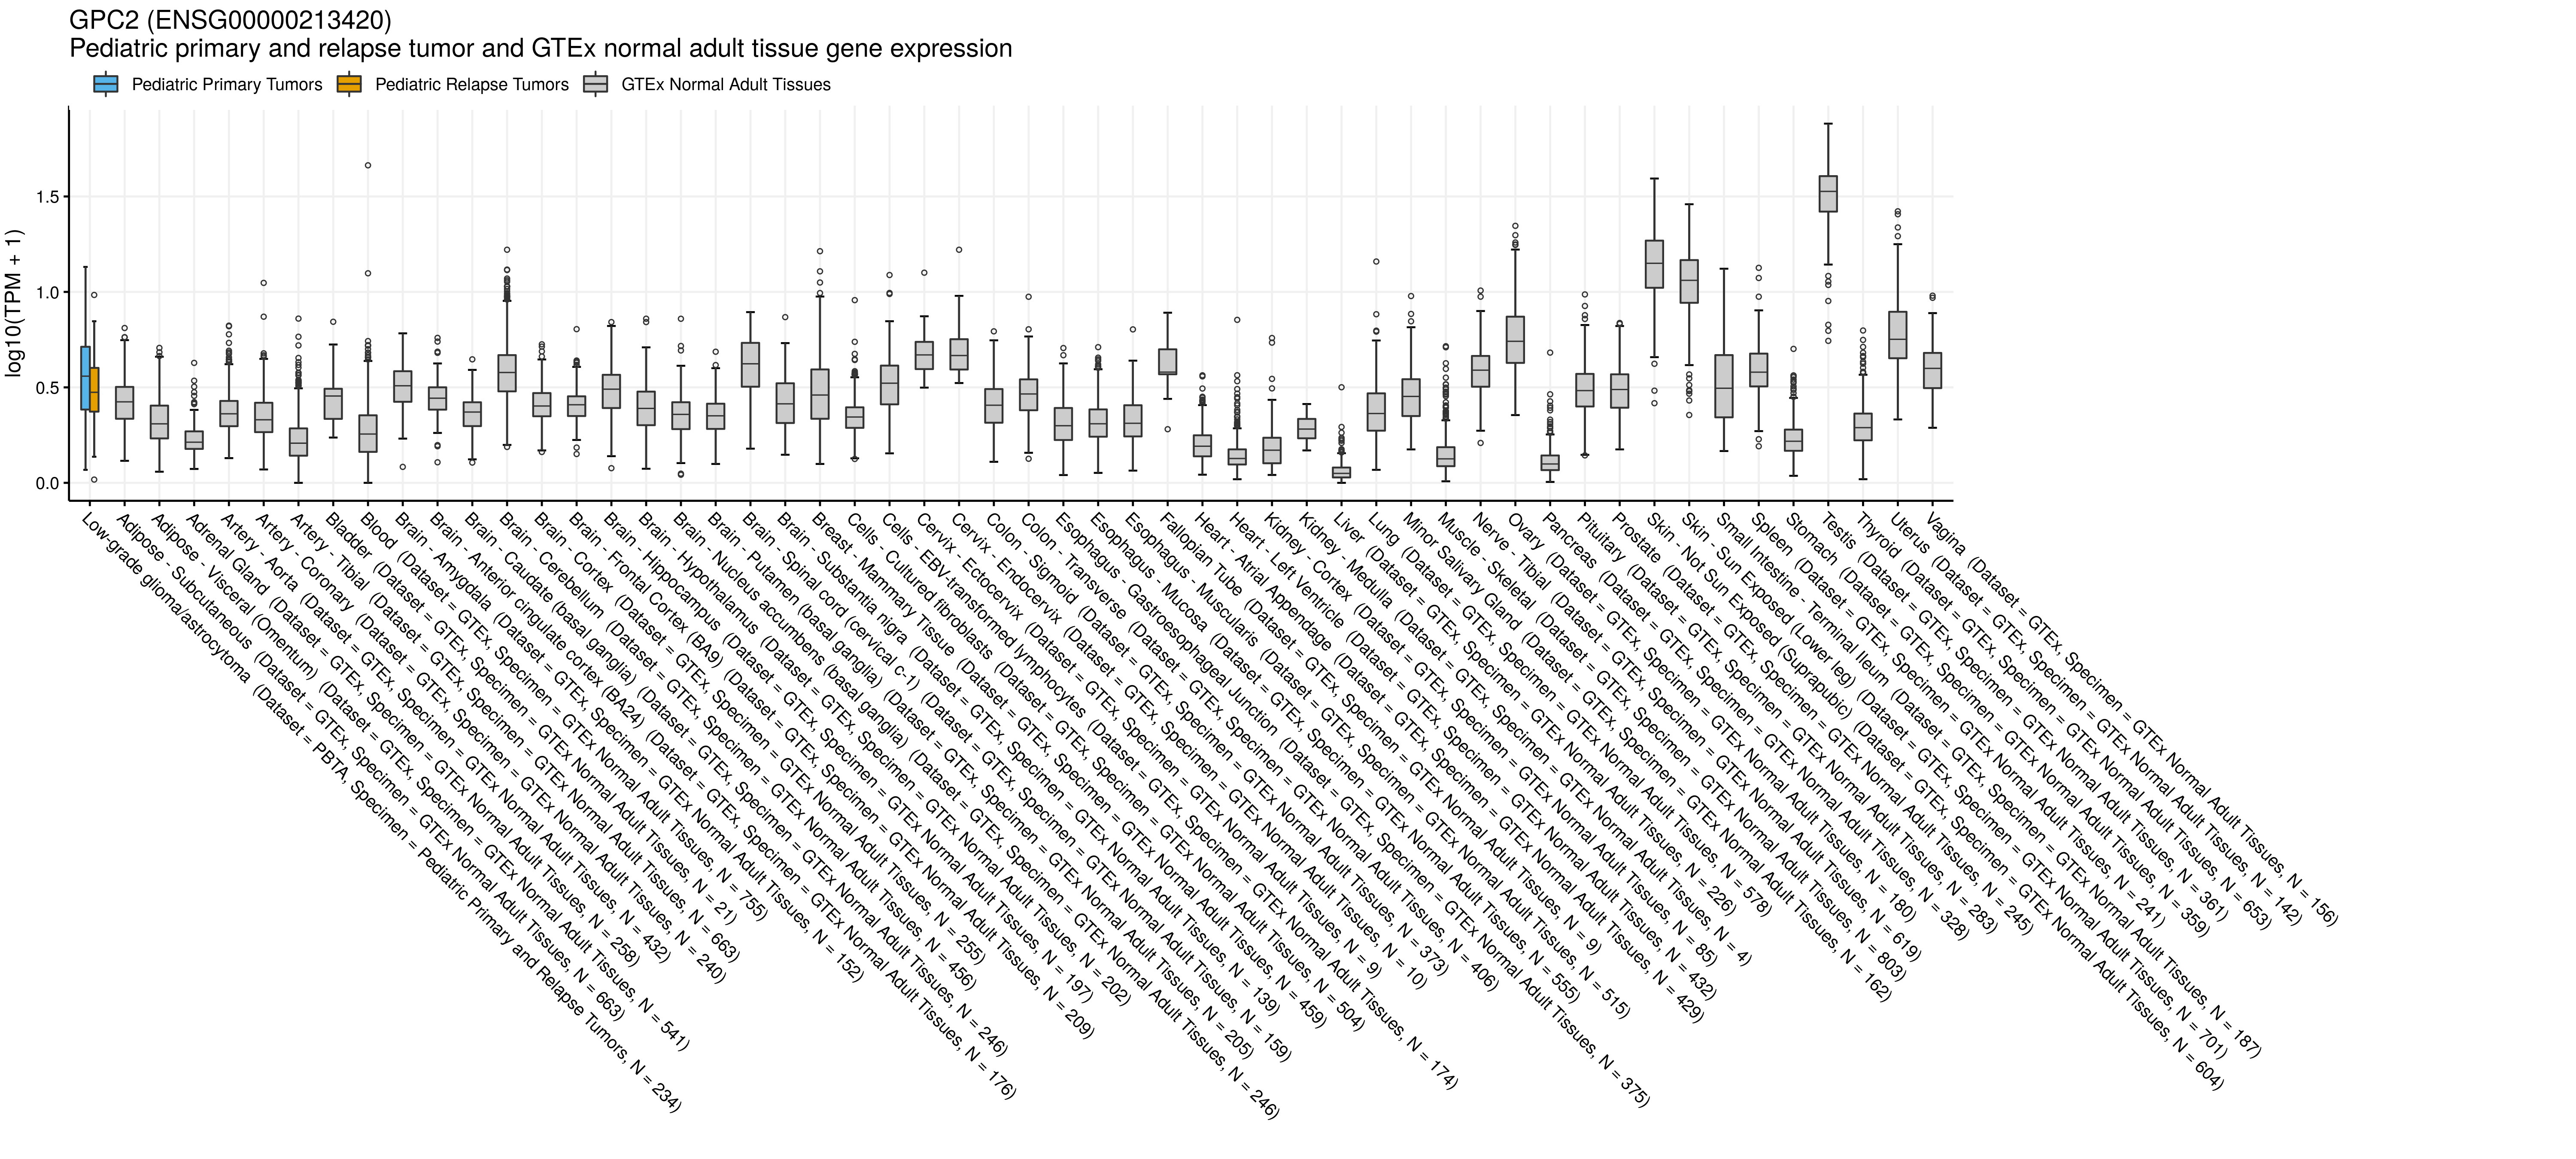 GPC2 (ENSG00000213420)
Pediatric primary and relapse tumor and GTEx normal adult tissue gene expression
Pediatric Primary Tumors
Pediatric Relapse Tumors
GTEx Normal Adult Tissues
log10(TPM + 1)
1.5
1.0
0.5
0.0
Low-grade glioma/astrocytoma (Dataset = PBTA, Specimen = Pediatric Primary and Relapse Tumors, N = 234)
Adipose - Subcutaneous (Dataset = GTEx, Specimen = GTEx Normal Adult Tissues, N = 663)
Adipose - Visceral (Omentum) (Dataset = GTEx, Specimen = GTEx Normal Adult Tissues, N = 541)
Adrenal Gland (Dataset = GTEx, Specimen = GTEx Normal Adult Tissues, N = 258)
Artery - Aorta (Dataset = GTEx, Specimen = GTEx Normal Adult Tissues, N = 432)
Artery - Coronary (Dataset = GTEx, Specimen = GTEx Normal Adult Tissues, N = 240)
Artery - Tibial (Dataset = GTEx, Specimen = GTEx Normal Adult Tissues, N = 663)
Bladder (Dataset = GTEx, Specimen = GTEx Normal Adult Tissues, N = 21)
Blood (Dataset = GTEx, Specimen = GTEx Normal Adult Tissues, N = 755)
Brain - Amygdala (Dataset = GTEx, Specimen = GTEx Normal Adult Tissues, N = 152)
Brain - Anterior cingulate cortex (BA24) (Dataset = GTEx, Specimen = GTEx Normal Adult Tissues, N = 176)
Brain - Caudate (basal ganglia) (Dataset = GTEx, Specimen = GTEx Normal Adult Tissues, N = 246)
Brain - Cerebellum (Dataset = GTEx, Specimen = GTEx Normal Adult Tissues, N = 456)
Brain - Cortex (Dataset = GTEx, Specimen = GTEx Normal Adult Tissues, N = 255)
Brain - Frontal Cortex (BA9) (Dataset = GTEx, Specimen = GTEx Normal Adult Tissues, N = 209)
Brain - Hippocampus (Dataset = GTEx, Specimen = GTEx Normal Adult Tissues, N = 197)
Brain - Hypothalamus (Dataset = GTEx, Specimen = GTEx Normal Adult Tissues, N = 202)
Brain - Nucleus accumbens (basal ganglia) (Dataset = GTEx, Specimen = GTEx Normal Adult Tissues, N = 246)
Brain - Putamen (basal ganglia) (Dataset = GTEx, Specimen = GTEx Normal Adult Tissues, N = 205)
Brain - Spinal cord (cervical c-1) (Dataset = GTEx, Specimen = GTEx Normal Adult Tissues, N = 159)
Brain - Substantia nigra (Dataset = GTEx, Specimen = GTEx Normal Adult Tissues, N = 139)
Breast - Mammary Tissue (Dataset = GTEx, Specimen = GTEx Normal Adult Tissues, N = 459)
Cells - Cultured fibroblasts (Dataset = GTEx, Specimen = GTEx Normal Adult Tissues, N = 504)
Cells - EBV-transformed lymphocytes (Dataset = GTEx, Specimen = GTEx Normal Adult Tissues, N = 174)
Cervix - Ectocervix (Dataset = GTEx, Specimen = GTEx Normal Adult Tissues, N = 9)
Cervix - Endocervix (Dataset = GTEx, Specimen = GTEx Normal Adult Tissues, N = 10)
Colon - Sigmoid (Dataset = GTEx, Specimen = GTEx Normal Adult Tissues, N = 373)
Colon - Transverse (Dataset = GTEx, Specimen = GTEx Normal Adult Tissues, N = 406)
Esophagus - Gastroesophageal Junction (Dataset = GTEx, Specimen = GTEx Normal Adult Tissues, N = 375)
Esophagus - Mucosa (Dataset = GTEx, Specimen = GTEx Normal Adult Tissues, N = 555)
Esophagus - Muscularis (Dataset = GTEx, Specimen = GTEx Normal Adult Tissues, N = 515)
Fallopian Tube (Dataset = GTEx, Specimen = GTEx Normal Adult Tissues, N = 9)
Heart - Atrial Appendage (Dataset = GTEx, Specimen = GTEx Normal Adult Tissues, N = 429)
Heart - Left Ventricle (Dataset = GTEx, Specimen = GTEx Normal Adult Tissues, N = 432)
Kidney - Cortex (Dataset = GTEx, Specimen = GTEx Normal Adult Tissues, N = 85)
Kidney - Medulla (Dataset = GTEx, Specimen = GTEx Normal Adult Tissues, N = 4)
Liver (Dataset = GTEx, Specimen = GTEx Normal Adult Tissues, N = 226)
Lung (Dataset = GTEx, Specimen = GTEx Normal Adult Tissues, N = 578)
Minor Salivary Gland (Dataset = GTEx, Specimen = GTEx Normal Adult Tissues, N = 162)
Muscle - Skeletal (Dataset = GTEx, Specimen = GTEx Normal Adult Tissues, N = 803)
Nerve - Tibial (Dataset = GTEx, Specimen = GTEx Normal Adult Tissues, N = 619)
Ovary (Dataset = GTEx, Specimen = GTEx Normal Adult Tissues, N = 180)
Pancreas (Dataset = GTEx, Specimen = GTEx Normal Adult Tissues, N = 328)
Pituitary (Dataset = GTEx, Specimen = GTEx Normal Adult Tissues, N = 283)
Prostate (Dataset = GTEx, Specimen = GTEx Normal Adult Tissues, N = 245)
Skin - Not Sun Exposed (Suprapubic) (Dataset = GTEx, Specimen = GTEx Normal Adult Tissues, N = 604)
Skin - Sun Exposed (Lower leg) (Dataset = GTEx, Specimen = GTEx Normal Adult Tissues, N = 701)
Small Intestine - Terminal Ileum (Dataset = GTEx, Specimen = GTEx Normal Adult Tissues, N = 187)
Spleen (Dataset = GTEx, Specimen = GTEx Normal Adult Tissues, N = 241)
Stomach (Dataset = GTEx, Specimen = GTEx Normal Adult Tissues, N = 359)
Testis (Dataset = GTEx, Specimen = GTEx Normal Adult Tissues, N = 361)
Thyroid (Dataset = GTEx, Specimen = GTEx Normal Adult Tissues, N = 653)
Uterus (Dataset = GTEx, Specimen = GTEx Normal Adult Tissues, N = 142)
Vagina (Dataset = GTEx, Specimen = GTEx Normal Adult Tissues, N = 156)